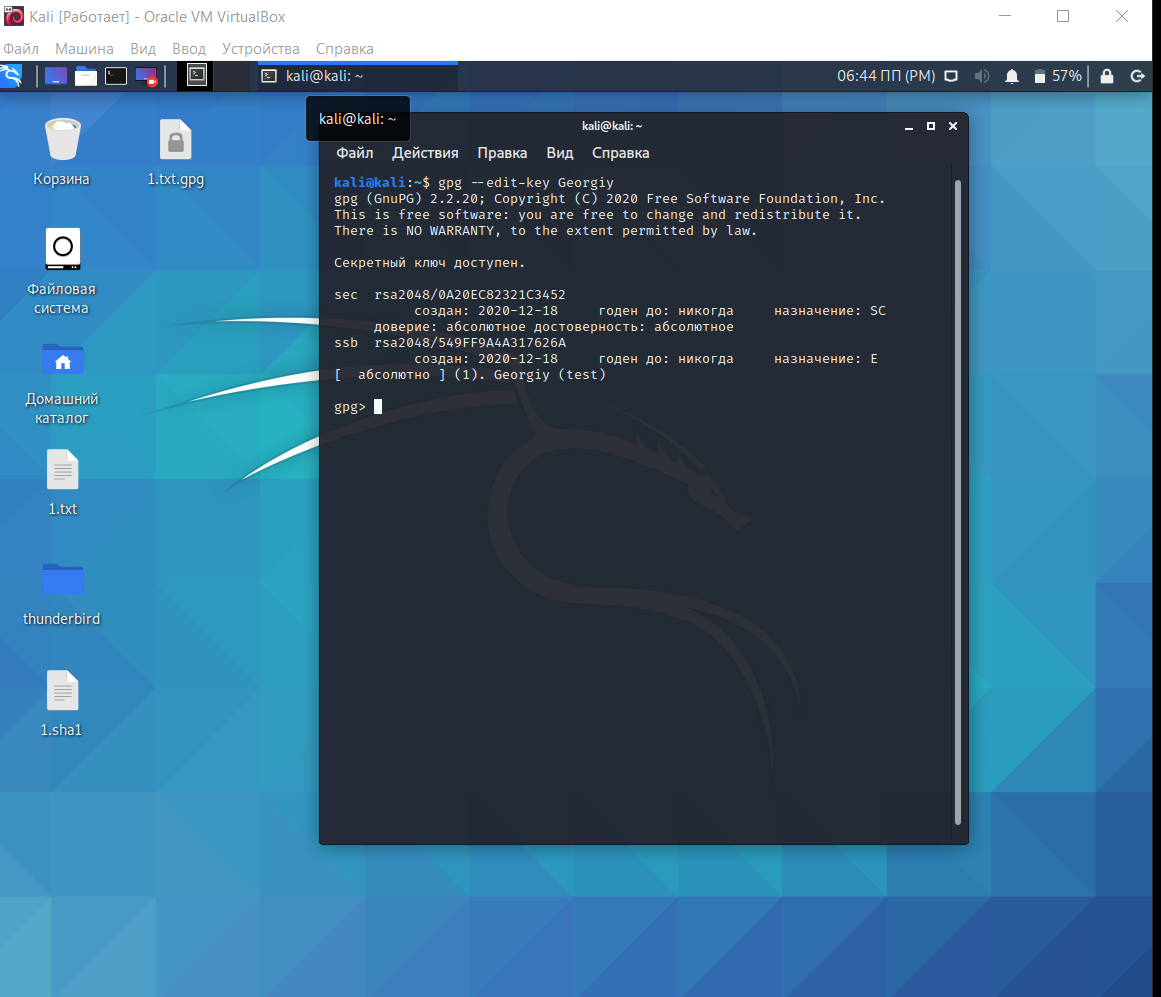 Kali [Работает] - Oracle VM VirtualBox
Файл Машина Вид Ввод Устройства Справка
kali@kali: ~
06:44 ПП (PM)
57%
kali@kali: ~
kali@kali: ~
Файл Действия Правка Вид Справка
kali@kali:~$ gpg --edit-key Georgiy
gpg (GnuPG) 2.2.20; Copyright (C) 2020 Free Software Foundation, Inc.
This is free software: you are free to change and redistribute it.
There is NO WARRANTY, to the extent permitted by law.
Секретный ключ доступен.
sec rsa2048/0A20EC82321C3452
создан: 2020-12-18 годен до: никогда назначение: SC
доверие: абсолютное достоверность: абсолютное
ssb rsa2048/549FF9A4A317626A
создан: 2020-12-18 годен до: никогда назначение: E
[ абсолютно ] (1). Georgiy (test)
gpg>
Корзина
1.txt.gpg
Файловая
система
Домашний
каталог
1.txt
thunderbird
1.sha1